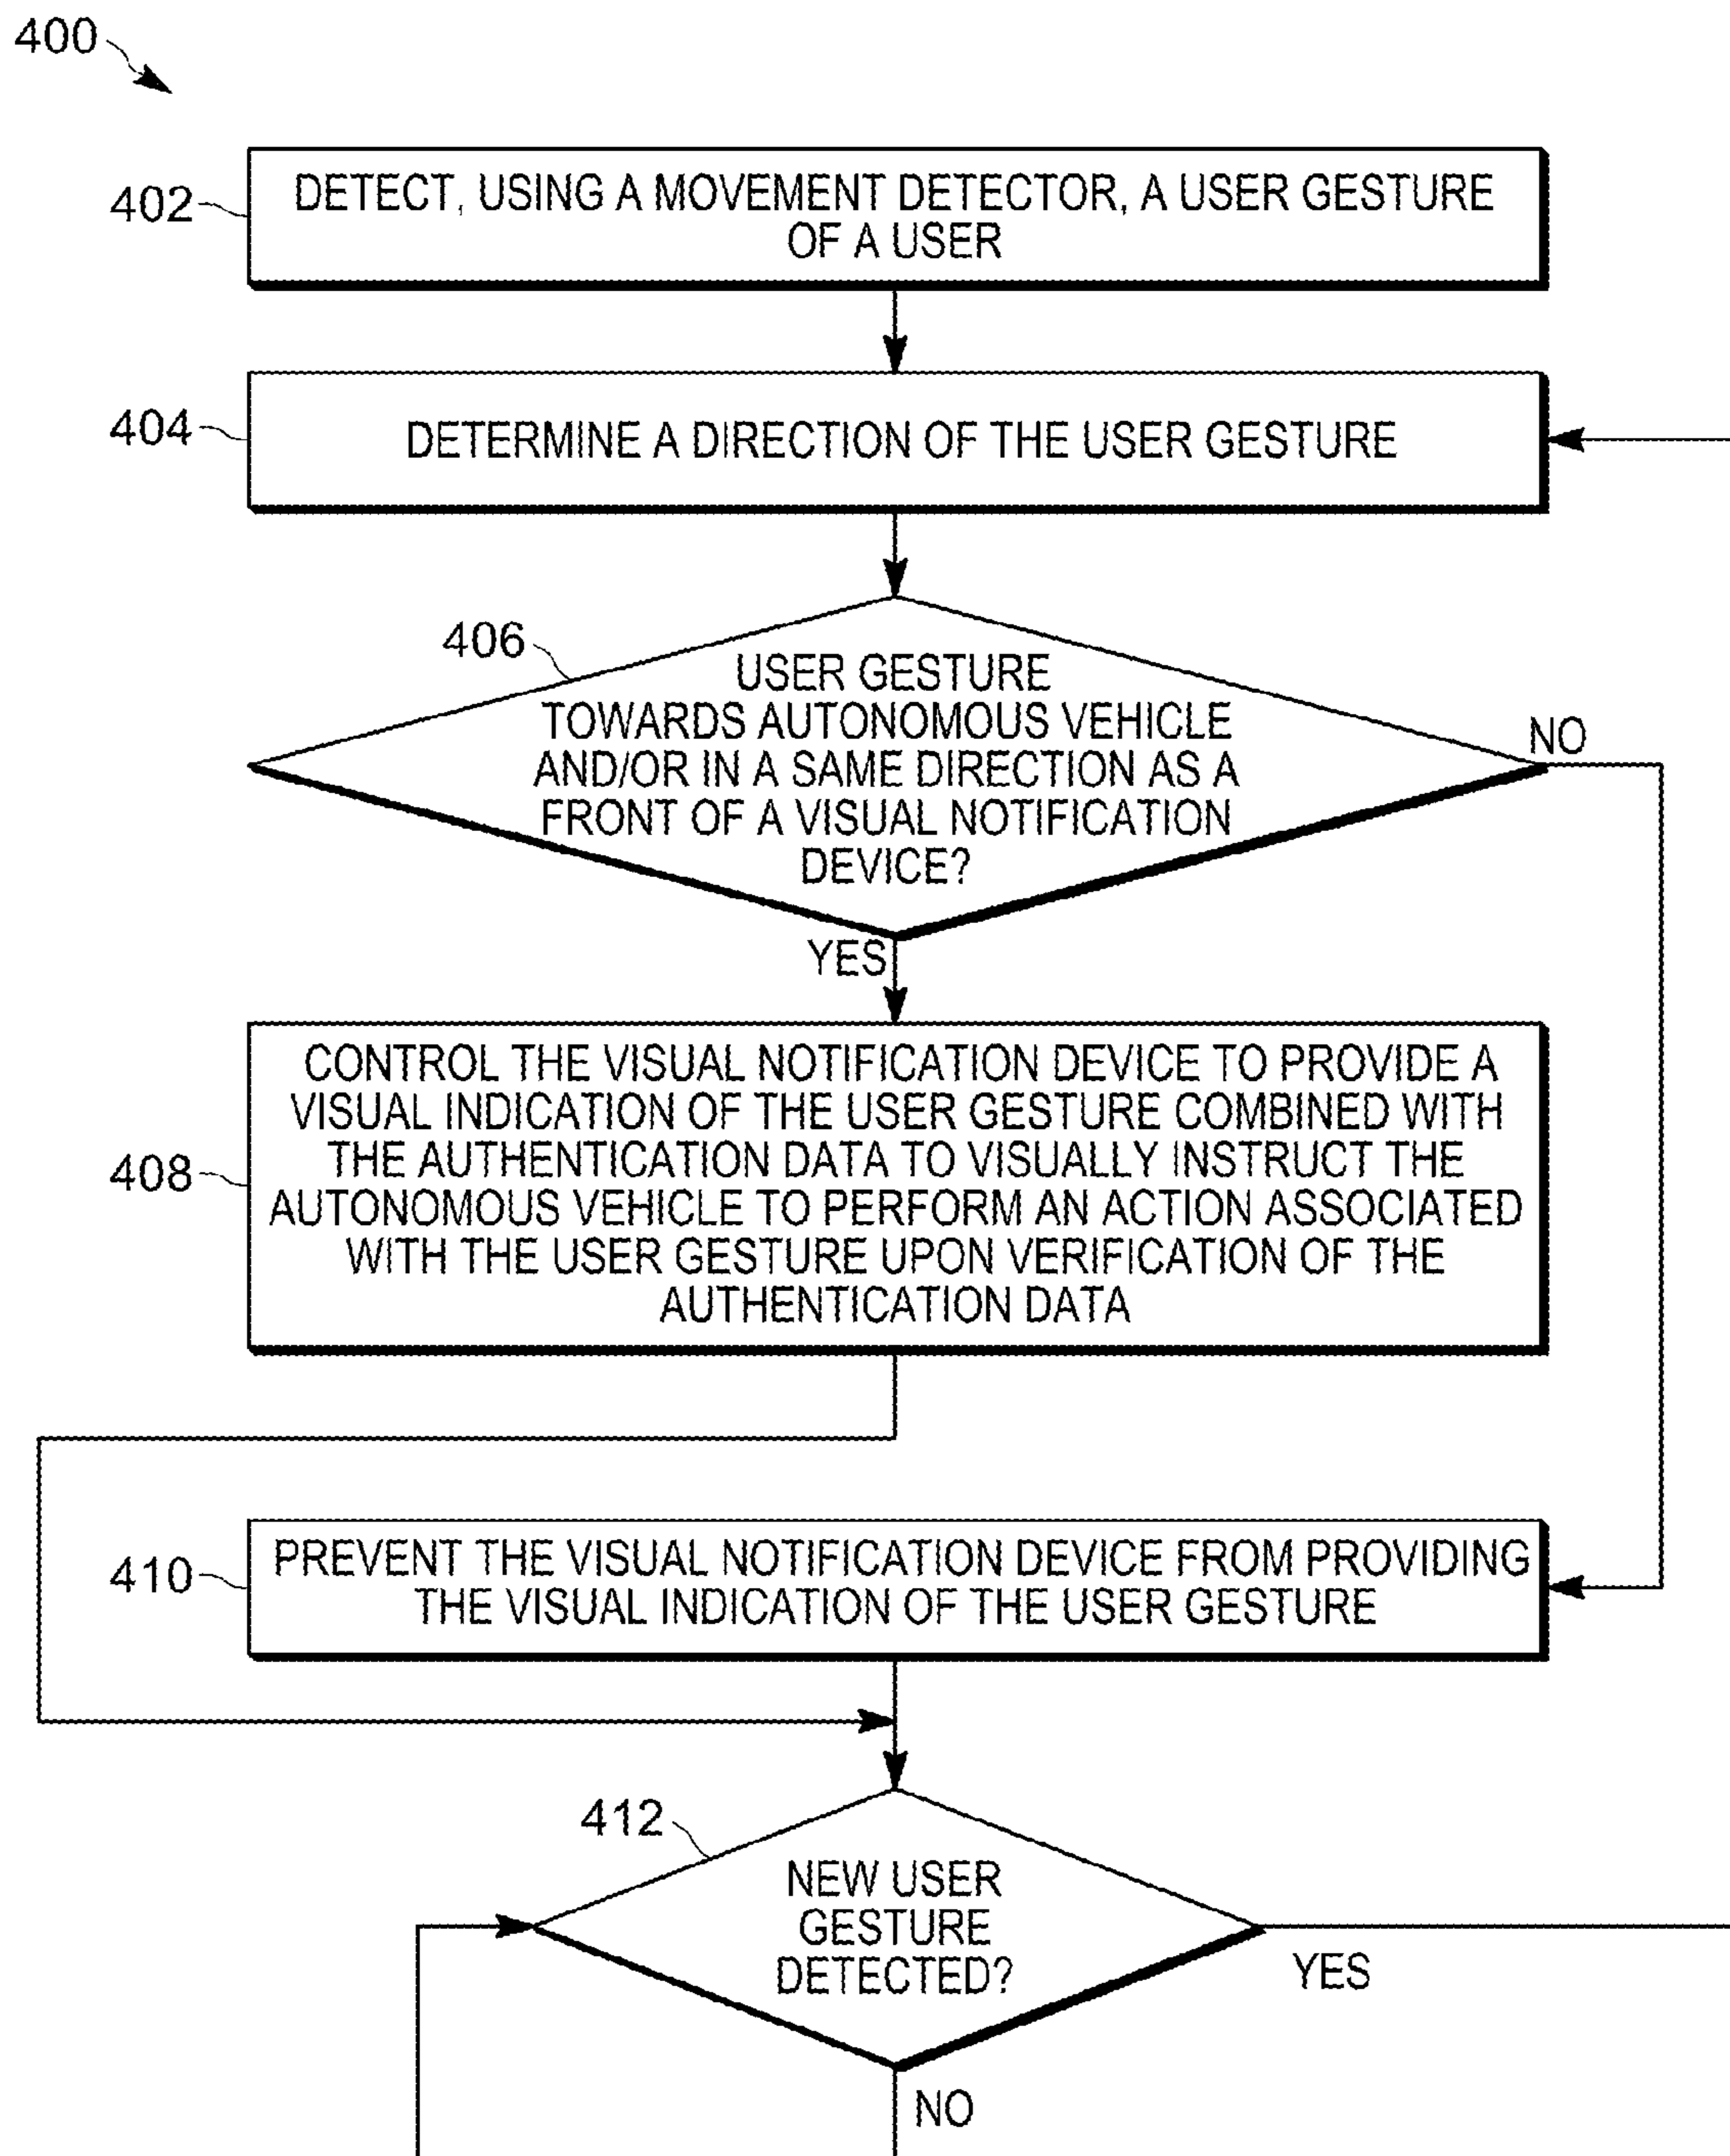 400
402
DETECT, USING A MOVEMENT DETECTOR, A USER GESTURE
OF A USER
404
DETERMINE A DIRECTION OF THE USER GESTURE
406
USER GESTURE
TOWARDS AUTONOMOUS VEHICLE
AND/OR IN A SAME DIRECTION AS A
FRONT OF A VISUAL NOTIFICATION
DEVICE?
NO
YES
408
CONTROL THE VISUAL NOTIFICATION DEVICE TO PROVIDE A
VISUAL INDICATION OF THE USER GESTURE COMBINED WITH
THE AUTHENTICATION DATA TO VISUALLY INSTRUCT THE
AUTONOMOUS VEHICLE TO PERFORM AN ACTION ASSOCIATED
WITH THE USER GESTURE UPON VERIFICATION OF THE
AUTHENTICATION DATA
410
PREVENT THE VISUAL NOTIFICATION DEVICE FROM PROVIDING
THE VISUAL INDICATION OF THE USER GESTURE
412
NEW USER
GESTURE
DETECTED?
YES
NO